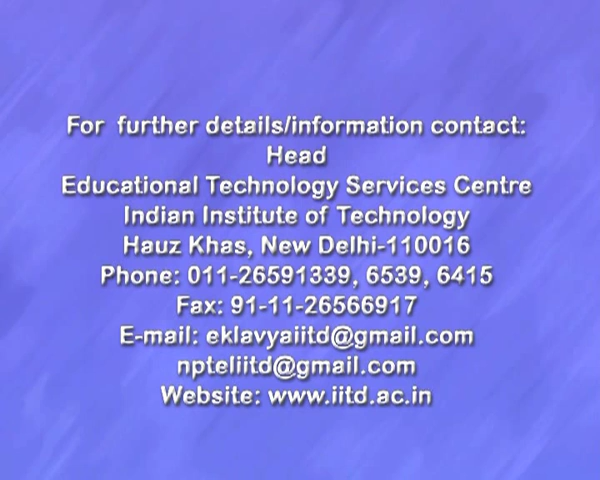 For  further details/information contact:
Head
Educational Technology Services Centre
Indian Institute of Technology
Hauz Khas, New Delhi-110016
Phone: 011-26591339, 6539, 6415
Fax: 91-11-26566917
E-mail: eklavyaiitd@gmail.com
npteliitd@gmail.com
Website: www.iitd.ac.in